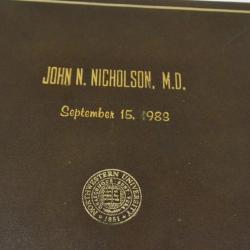 JOHN N. NICHOLSON, M.D.
September 15, 1983
NORTHWESTERN UNIVERSITY
1851